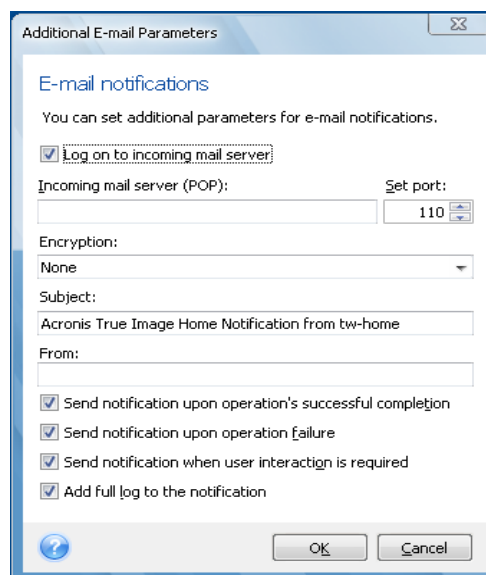 Additional E-mail Parameters
E-mail notifications
You can set additional parameters for e-mail notifications.
Log on to incoming mail server
Incoming mail server (POP): Set port:
110
Encryption:
None
Subject:
Acronis True Image Home Notification from tw-home
From:
Send notification upon operation's successful completion
Send notification upon operation failure
Send notification when user interaction is required
Add full log to the notification
? OK Cancel